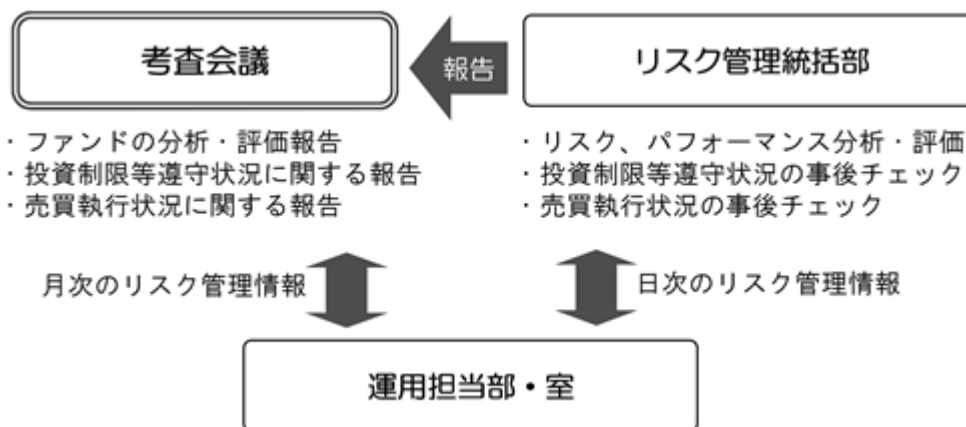 考査会議
報告
リスク管理統括部
・ファンドの分析・評価報告
・投資制限等遵守状況に関する報告
・売買執行状況に関する報告
・リスク、パフォーマンス分析・評価
・投資制限等遵守状況の事後チェック
・売買執行状況の事後チェック
月次のリスク管理情報
日次のリスク管理情報
運用担当部・室